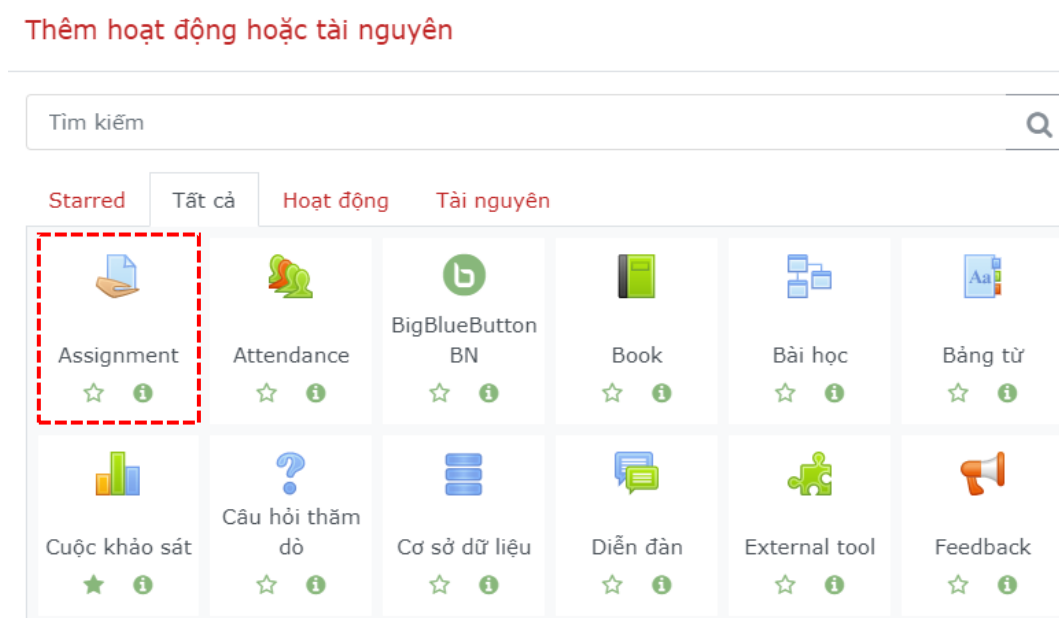 Thêm hoạt động hoặc tài nguyên
Tìm kiếm
Starred Tất cả Hoạt động Tài nguyên
Assignment Attendance BigBlueButton BN Book Bài học Aa Bảng từ
Cuộc khảo sát Câu hỏi thăm dò Cơ sở dữ liệu Diễn đàn External tool Feedback